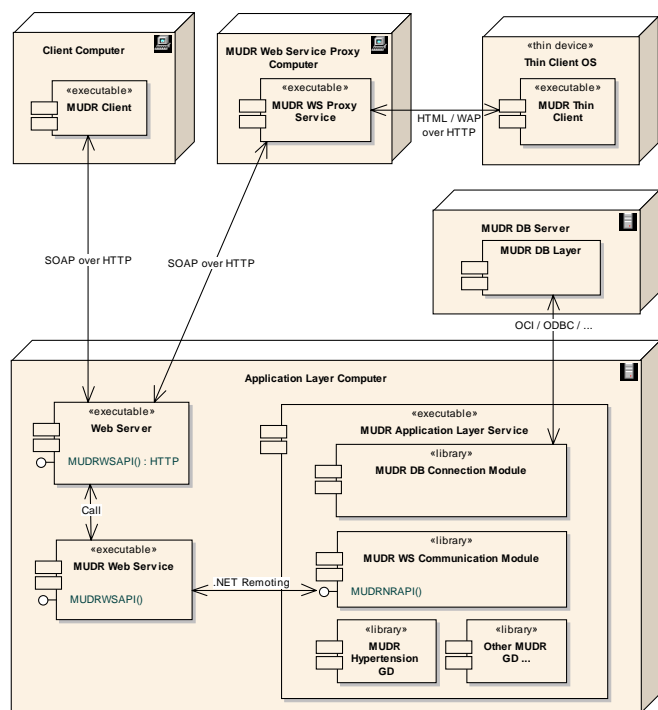 Client Computer
«executable»
MUDR Client
MUDR Web Service Proxy
Computer
«executable»
MUDR WS Proxy
Service
«thin device»
Thin Client OS
«executable»
MUDR Thin
Client
HTML / WAP
over HTTP
MUDR DB Server
MUDR DB Layer
SOAP over HTTP
SOAP over HTTP
OCI / ODBC / ...
Application Layer Computer
«executable»
Web Server
MUDRWSAPI() : HTTP
Call
«executable»
MUDR Web Service
MUDRWSAPI()
.NET Remoting
«executable»
MUDR Application Layer Service
«library»
MUDR DB Connection Module
«library»
MUDR WS Communication Module
MUDRNRAPI()
«library»
MUDR
Hypertension
GD
«library»
Other MUDR
GD ...